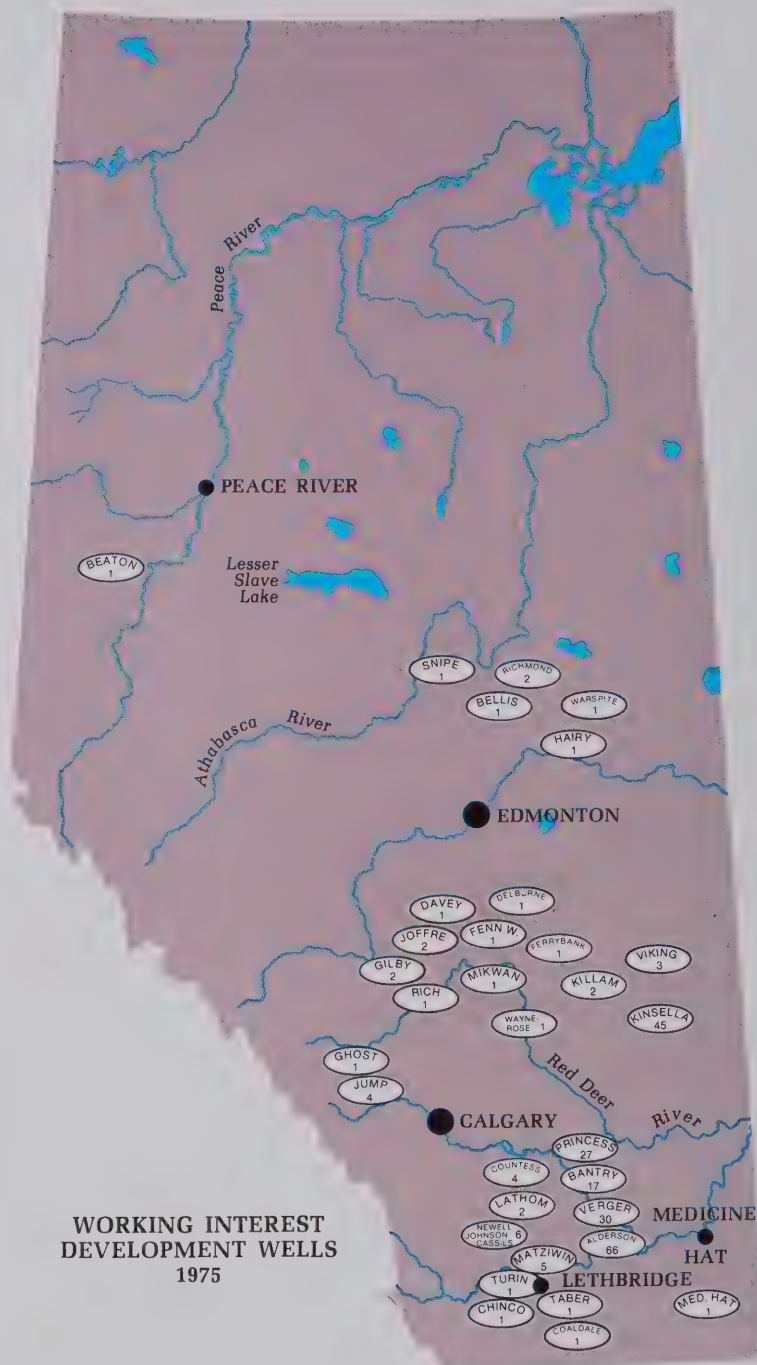 Peace River
PEACE RIVER
BEATON
1
Lesser
Slave
Lake
SNIPE
1
RICHMOND
2
BELLIS
1
WARSPITE
1
HAIRY
1
Athabasca River
EDMONTON
DELBURNE
1
DAVEY
1
JOFFRE
2
FENN W.
1
FERRYBANK
1
VIKING
3
GILBY
2
MIKWAN
1
KILLAM
2
RICH
1
WAYNE-
ROSE 1
KINSELLA
45
GHOST
1
JUMP
4
Red Deer River
CALGARY
PRINCESS
27
COUNTESS
4
BANTRY
17
LATHOM
2
VERGER
30
NEWELL
JOHNSON 6
CASS-LS
ALDERSON
66
MEDICINE
HAT
MATZIWIN
5
TURIN
1
LETHBRIDGE
CHINCO
1
TABER
1
MED. HAT
1
COALDALE
1
WORKING INTEREST
DEVELOPMENT WELLS
1975